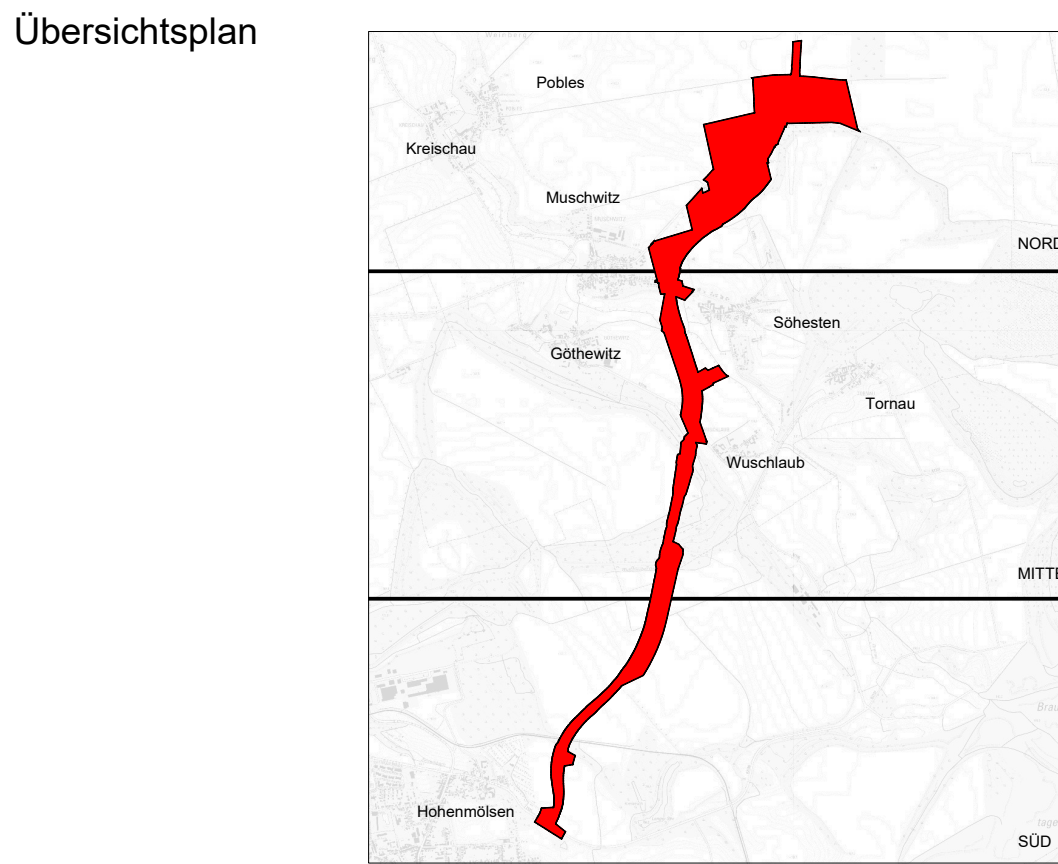 Übersichtsplan
Pobles
Kreischau
Muschwitz
NORD
Söhesten
Göthewitz
Tornau
Wuschlaub
MITTE
Hohenmölsen
SÜD